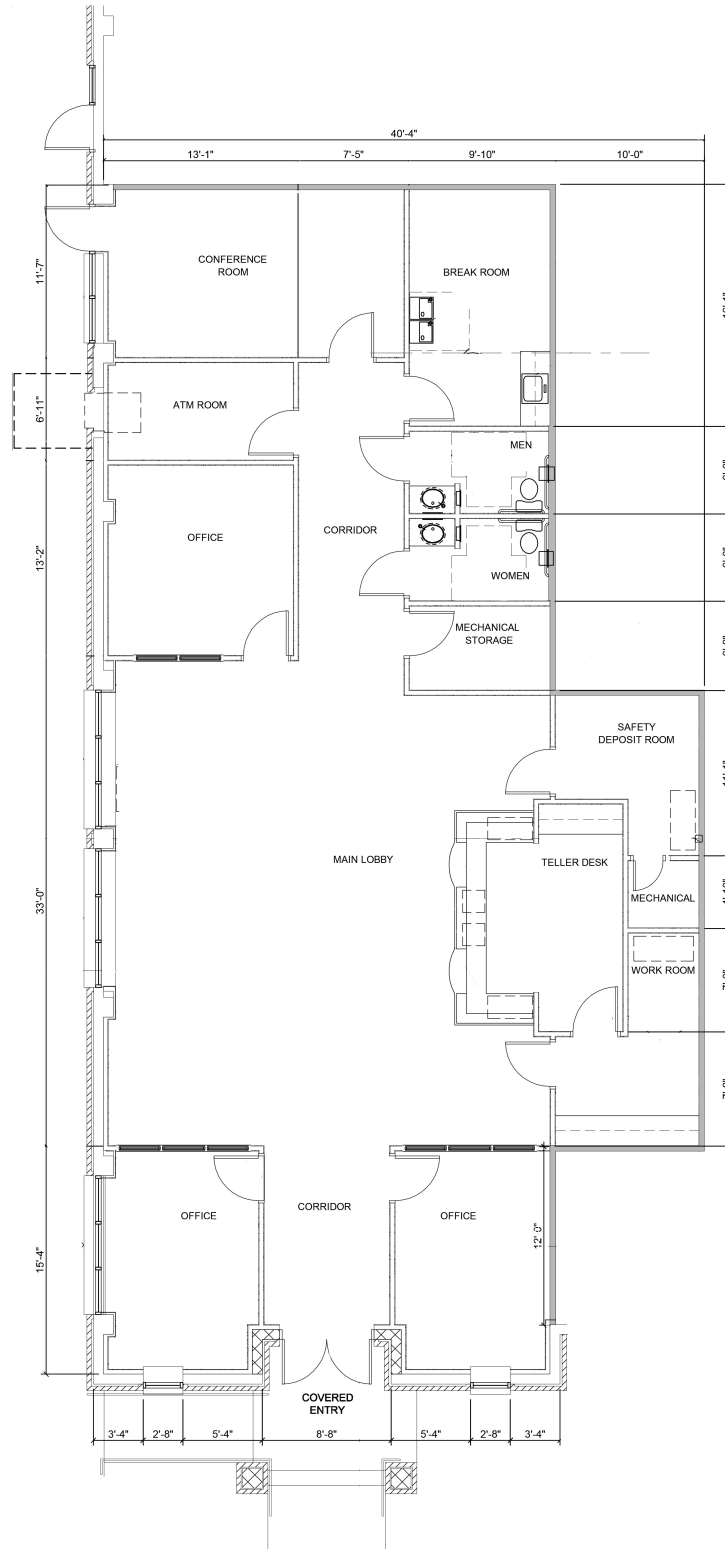 40'-4"
13'-1"
7'-5"
9'-10"
10'-0"
11'-7"
CONFERENCE
ROOM
BREAK ROOM
6'-11"
ATM ROOM
MEN
13'-2"
OFFICE
CORRIDOR
WOMEN
MECHANICAL
STORAGE
SAFETY
DEPOSIT ROOM
MAIN LOBBY
TELLER DESK
33'-0"
MECHANICAL
WORK ROOM
15'-4"
OFFICE
CORRIDOR
OFFICE
12'-0"
COVERED
ENTRY
3'-4"
2'-8"
5'-4"
8'-8"
5'-4"
2'-8"
3'-4"